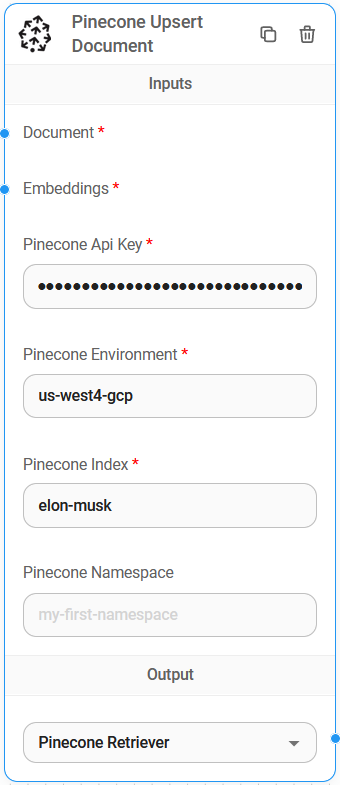 Pinecone Upsert
Document
Inputs
Document *
Embeddings *
Pinecone Api Key *
••••••••••••••••••••••••••••••
Pinecone Environment *
us-west4-gcp
Pinecone Index *
elon-musk
Pinecone Namespace
my-first-namespace
Output
Pinecone Retriever